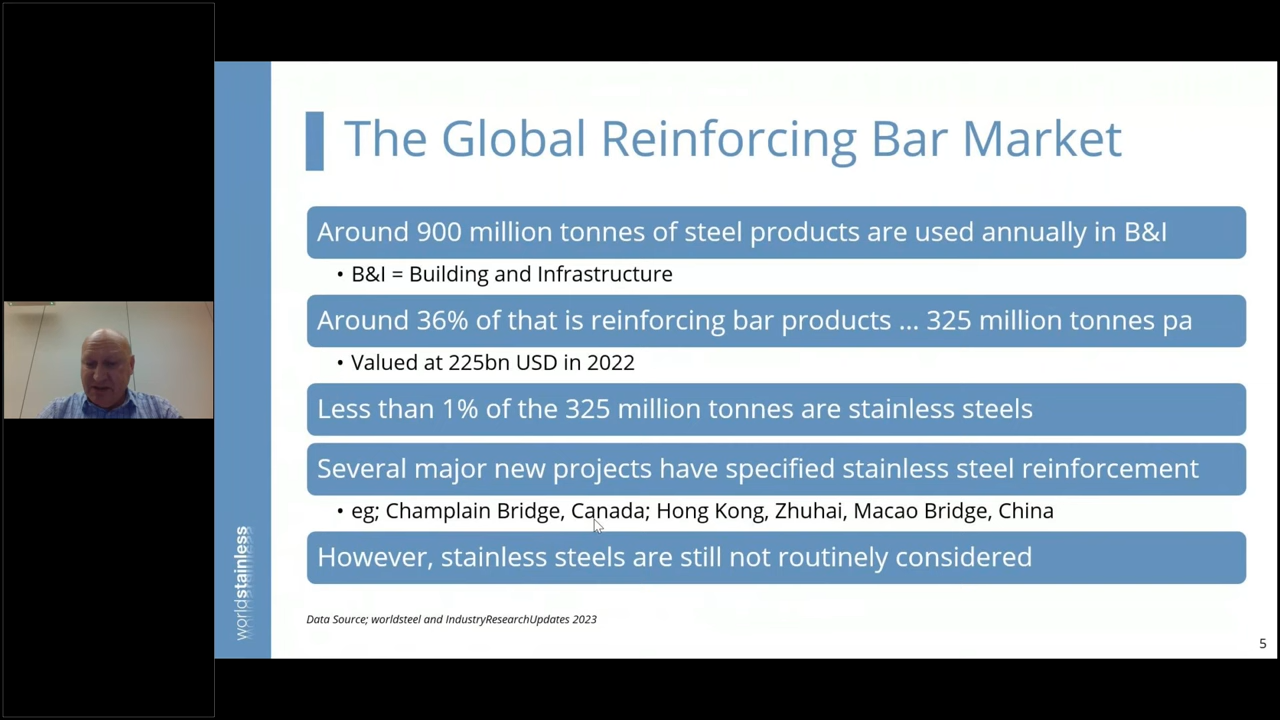 The Global Reinforcing Bar Market
Around 900 million tonnes of steel products are used annually in B&I
• B&I = Building and Infrastructure
Around 36% of that is reinforcing bar products ... 325 million tonnes pa
• Valued at 225bn USD in 2022
Less than 1% of the 325 million tonnes are stainless steels
Several major new projects have specified stainless steel reinforcement
• eg; Champlain Bridge, Canada; Hong Kong, Zhuhai, Macao Bridge, China
However, stainless steels are still not routinely considered
worldstainless
Data Source; worldsteel and IndustryResearchUpdates 2023
5